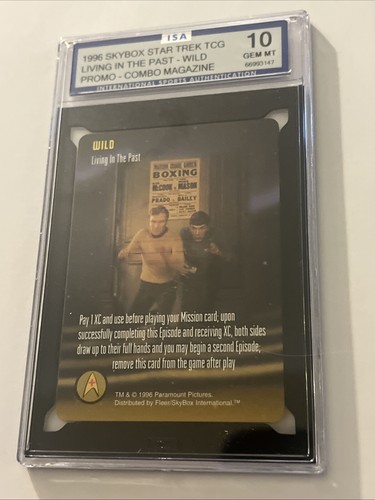 ISA
1996 SKYBOX STAR TREK TCG
LIVING IN THE PAST - WILD
PROMO - COMBO MAGAZINE
10
GEM MT
66993147
INTERNATIONAL SPORTS AUTHENTICATION
WILD
Living In The Past
BOXING
McCOOK MASON
PRADO BAILEY
Pay 1 XC and use before playing your Mission card, upon
successfully completing this Episode and receiving XC, both sides
draw up to their full hands and you may begin a second Episode,
remove this card from the game after play
TM & © 1996 Paramount Pictures.
Distributed by Fleer/SkyBox International.™